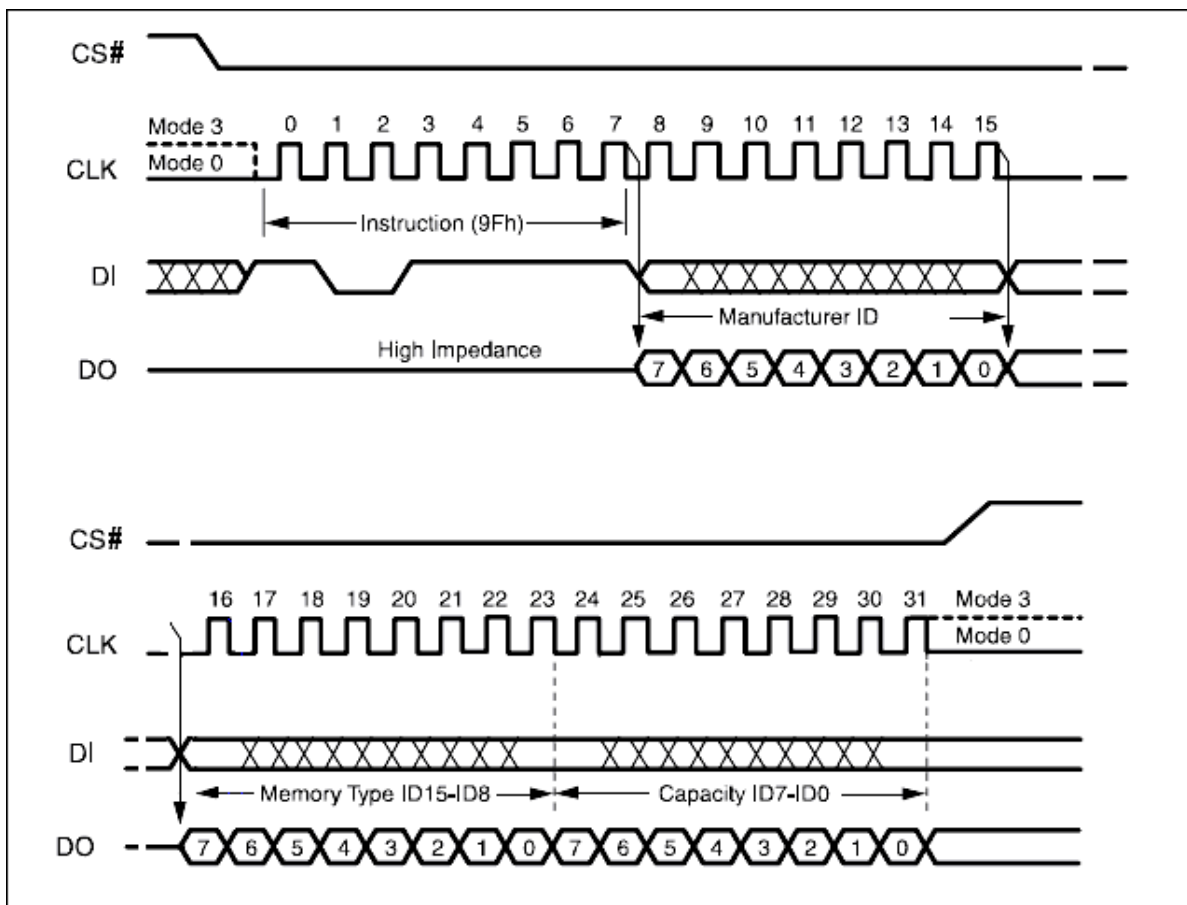 CS#
Mode 3
0 1 2 3 4 5 6 7 8 9 10 11 12 13 14 15
CLK
Mode 0
Instruction (9Fh)
DI
Manufacturer ID
High Impedance
DO
7 6 5 4 3 2 1 0
CS#
16 17 18 19 20 21 22 23 24 25 26 27 28 29 30 31
Mode 3
CLK
Mode 0
DI
Memory Type ID15-ID8
Capacity ID7-ID0
DO
7 6 5 4 3 2 1 0 7 6 5 4 3 2 1 0